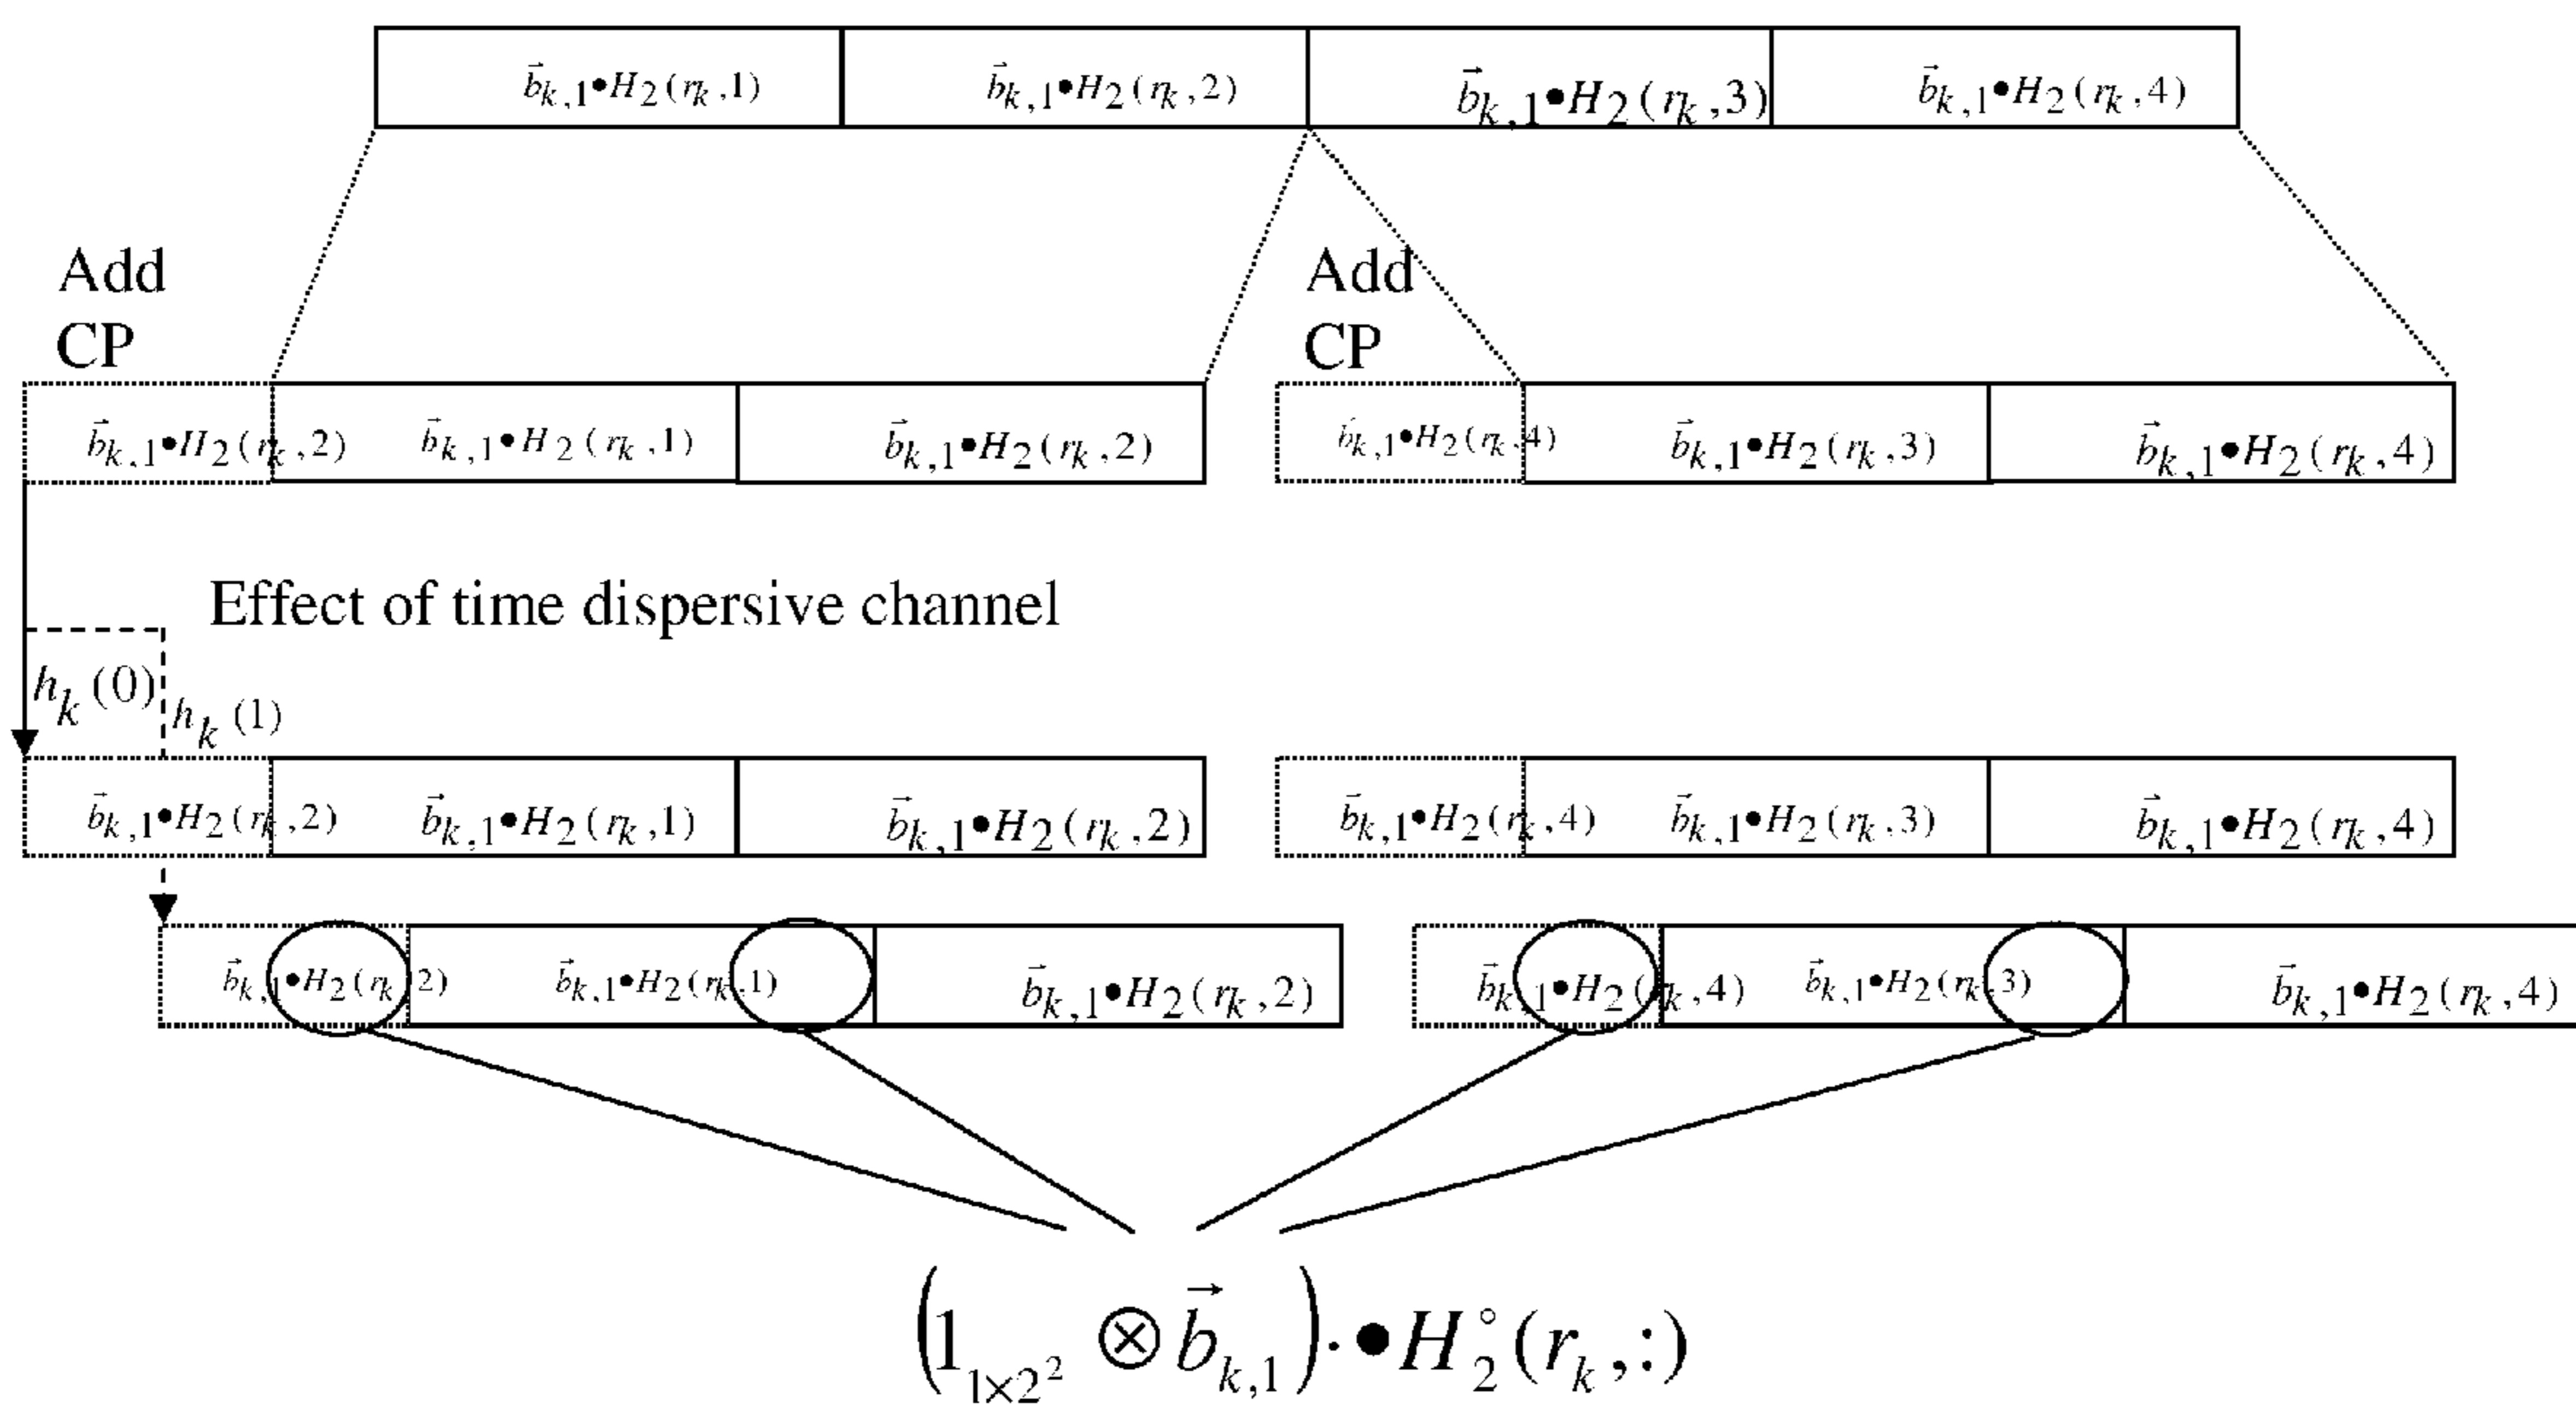 b⃗k,1•H2(rk,1) b⃗k,1•H2(rk,2) b⃗k,1•H2(rk,3) b⃗k,1•H2(rk,4)
Add
CP
Add
CP
b⃗k,1•H2(rk,2) b⃗k,1•H2(rk,1) b⃗k,1•H2(rk,2) b⃗k,1•H2(rk,4) b⃗k,1•H2(rk,3) b⃗k,1•H2(rk,4)
Effect of time dispersive channel
hk(0)
hk(1)
b⃗k,1•H2(rk,2) b⃗k,1•H2(rk,1) b⃗k,1•H2(rk,2) b⃗k,1•H2(rk,4) b⃗k,1•H2(rk,3) b⃗k,1•H2(rk,4)
b⃗k,1•H2(rk,2) b⃗k,1•H2(rk,1) b⃗k,1•H2(rk,2) b⃗k,1•H2(rk,4) b⃗k,1•H2(rk,3) b⃗k,1•H2(rk,4)
(1_{1×2²} ⊗ b⃗k,1)·•H°2(rk,:)